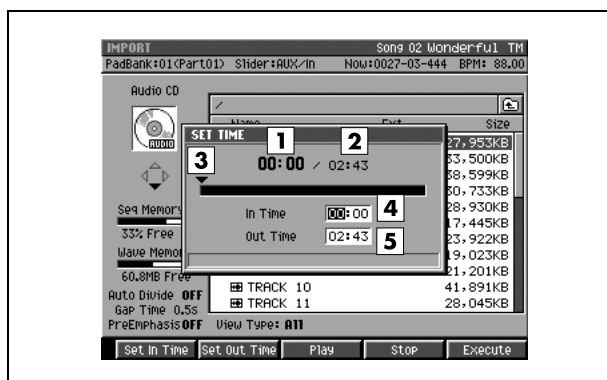 IMPORT Song 02 Wonderful TM
PadBank:01(Part01) Slider:AUX/In Now:0027-03-444 BPM: 88.00
Audio CD
/
Name Ext Size
AUDIO
SET TIME
1 2
3
00:00 / 02:43
27,953KB
33,500KB
38,599KB
30,733KB
28,930KB
17,445KB
23,922KB
19,023KB
21,201KB
In Time 00:00 4
Out Time 02:43 5
Seq Memory
33% Free
Wave Memo
60.8MB Free
TRACK 10 41,891KB
TRACK 11 28,045KB
Auto Divide OFF
Gap Time 0.5s
PreEmphasis OFF View Type: All
Set In Time Set Out Time Play Stop Execute